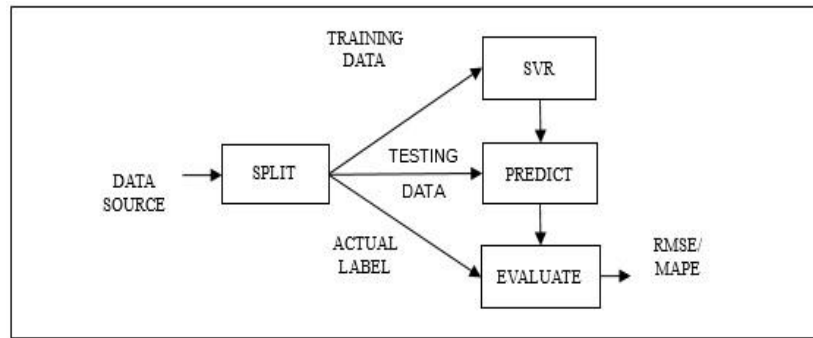 TRAINING
DATA
SVR
SPLIT
TESTING
DATA
PREDICT
DATA
SOURCE
ACTUAL
LABEL
EVALUATE
RMSE/
MAPE